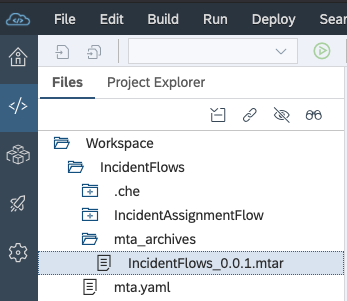 File Edit Build Run Deploy Sear
Files Project Explorer
Workspace
IncidentFlows
.che
IncidentAssignmentFlow
mta_archives
IncidentFlows_0.0.1.mtar
mta.yaml